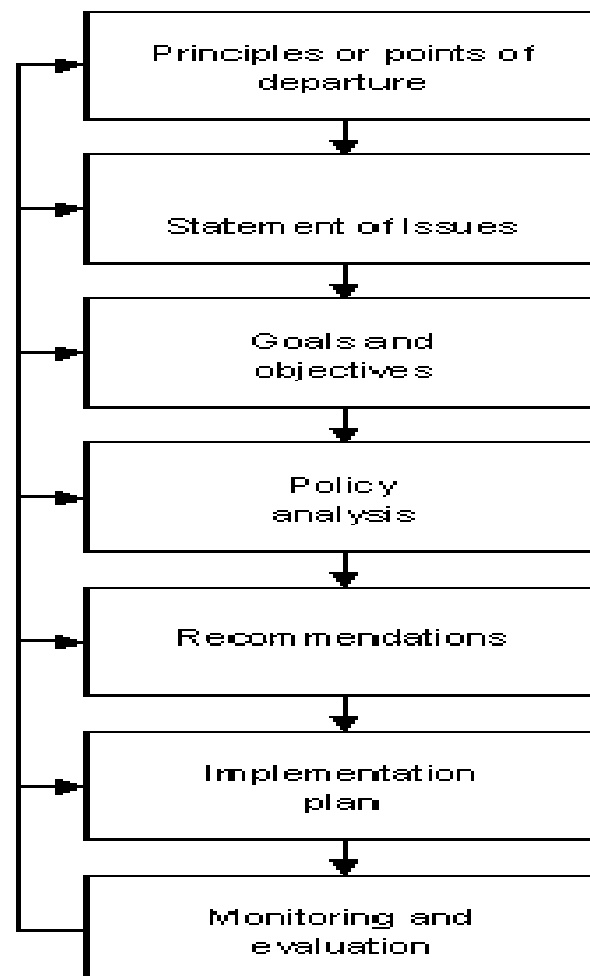 Principles or points of
departure
Statement of Issues
Goals and
objectives
Policy
analysis
Recommendations
Implementation
plan
Monitoring and
evaluation